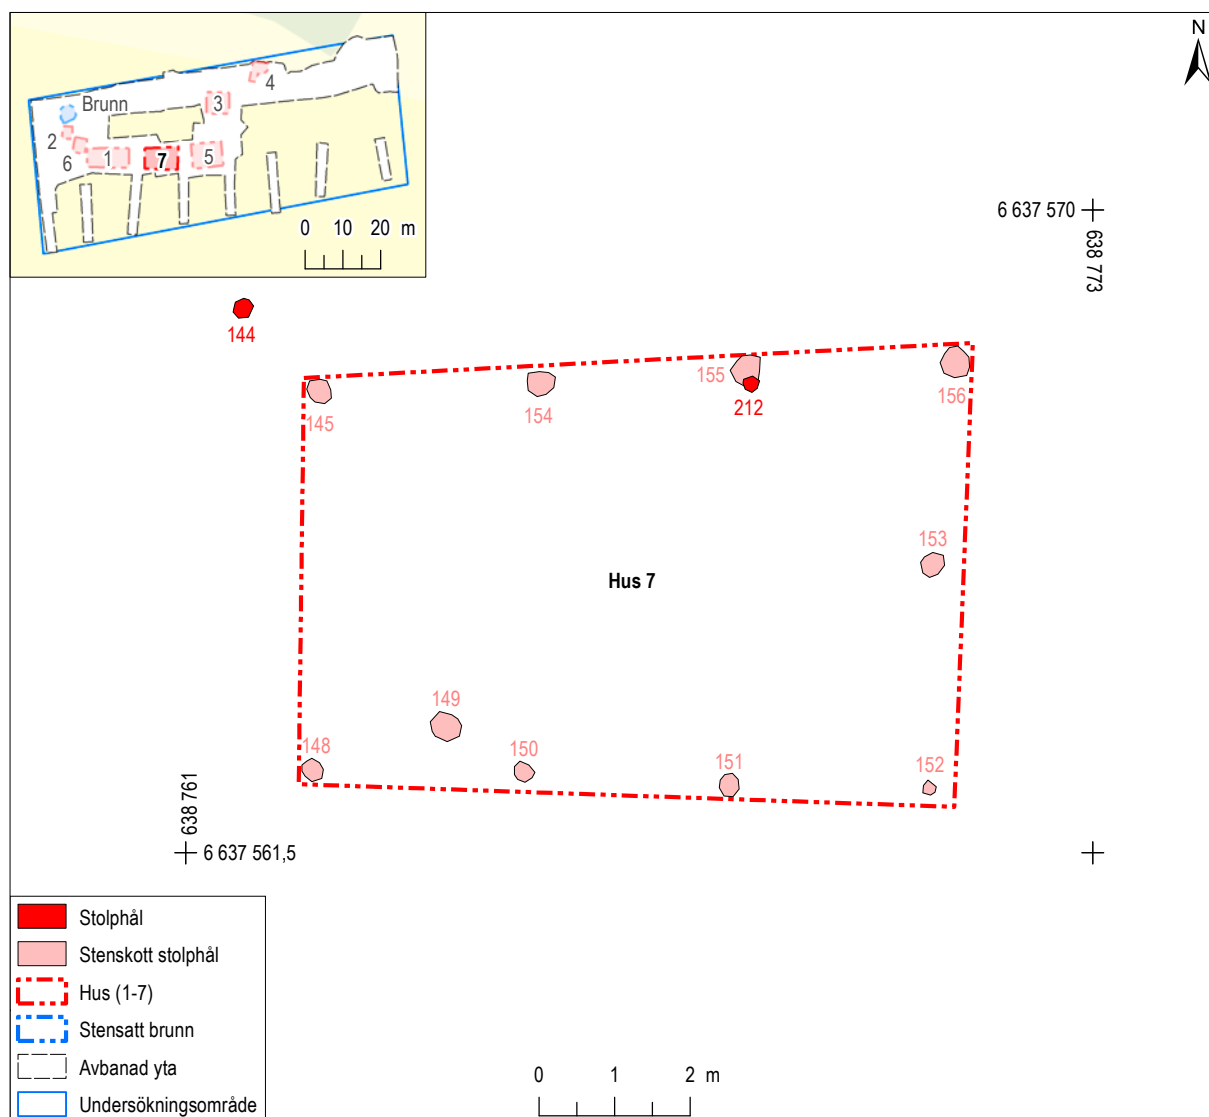 N
Brunn
4
3
2
6
1
7
5
0 10 20 m
6 637 570
638 773
144
155
156
145
154
212
153
Hus 7
149
148
150
151
152
638 761
6 637 561,5
Stolphål
Stenskott stolphål
Hus (1-7)
Stensatt brunn
Avbanad yta
Undersökningsområde
0 1 2 m